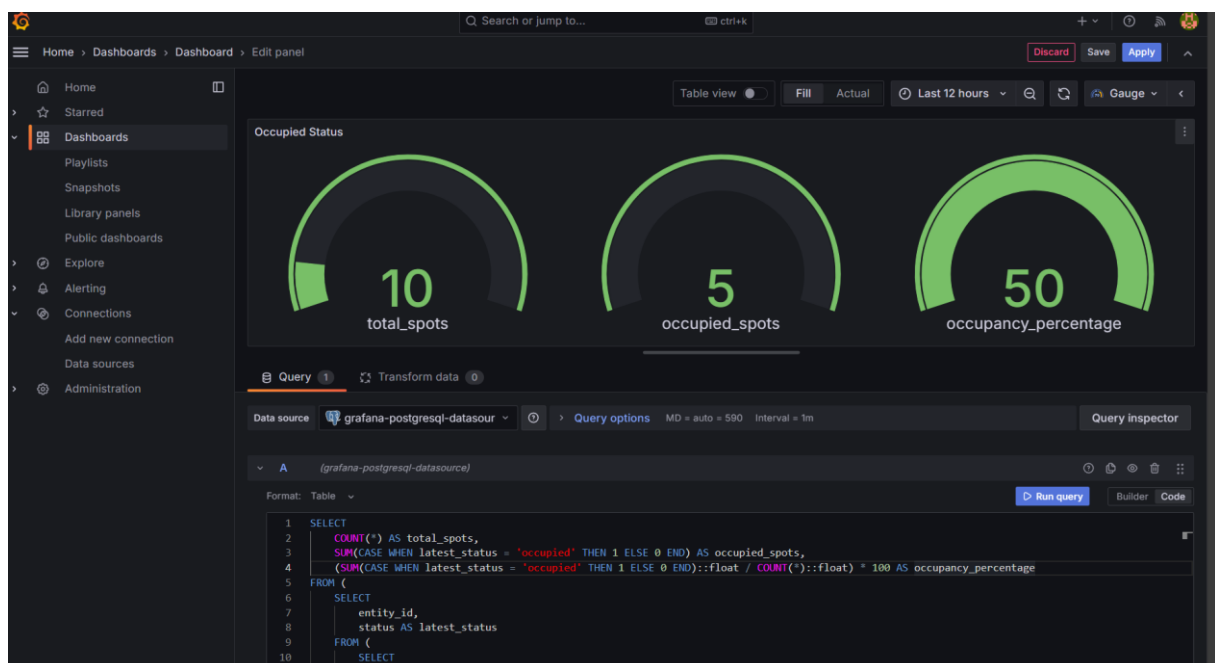 Search or jump to... ctrl+k
Home › Dashboards › Dashboard › Edit panel
Discard Save Apply
Home
Starred
Dashboards
Playlists
Snapshots
Library panels
Public dashboards
Explore
Alerting
Connections
Add new connection
Data sources
Administration
Table view Fill Actual Last 12 hours Gauge
Occupied Status
10
total_spots
5
occupied_spots
50
occupancy_percentage
Query 1 Transform data 0
Data source grafana-postgresql-datasour Query options MD = auto = 590 Interval = 1m Query inspector
A (grafana-postgresql-datasource)
Format: Table Run query Builder Code
1 SELECT
2 COUNT(*) AS total_spots,
3 SUM(CASE WHEN latest_status = 'occupied' THEN 1 ELSE 0 END) AS occupied_spots,
4 (SUM(CASE WHEN latest_status = 'occupied' THEN 1 ELSE 0 END)::float / COUNT(*)::float) * 100 AS occupancy_percentage
5 FROM (
6 SELECT
7 entity_id,
8 status AS latest_status
9 FROM (
10 SELECT